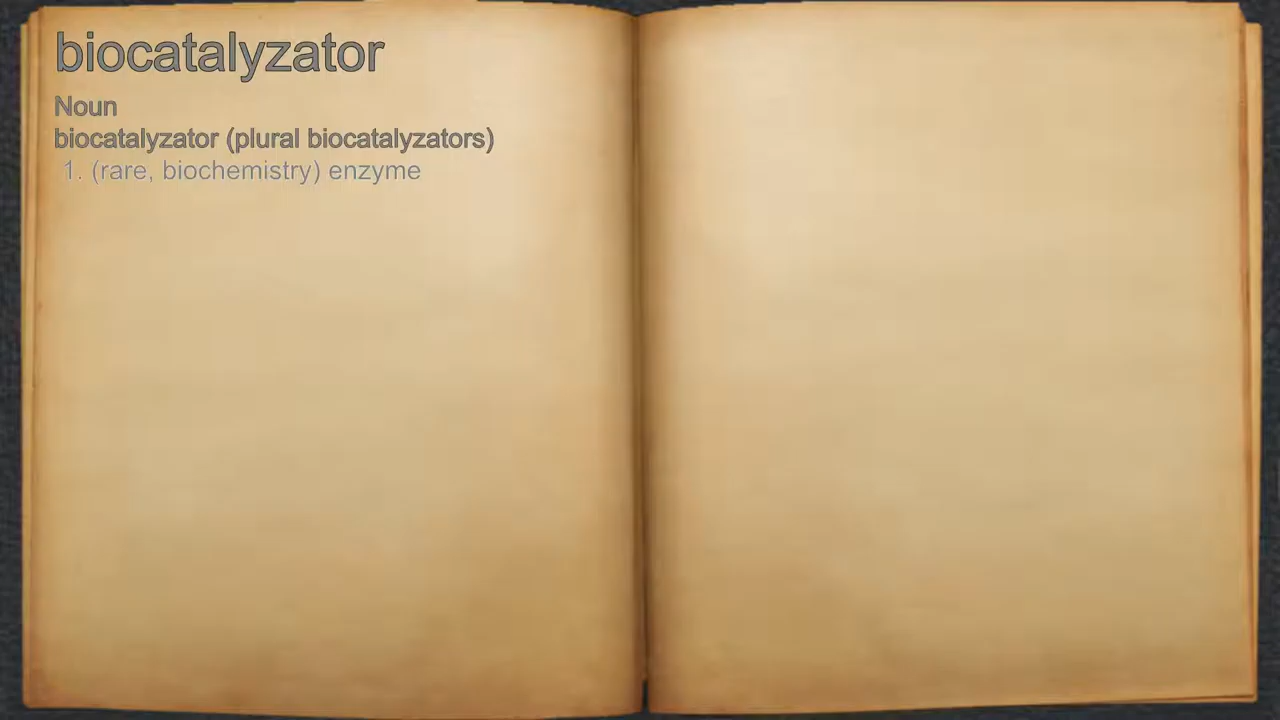 biocatalyzator
Noun
biocatalyzator (plural biocatalyzators)
1. (rare, biochemistry) enzyme